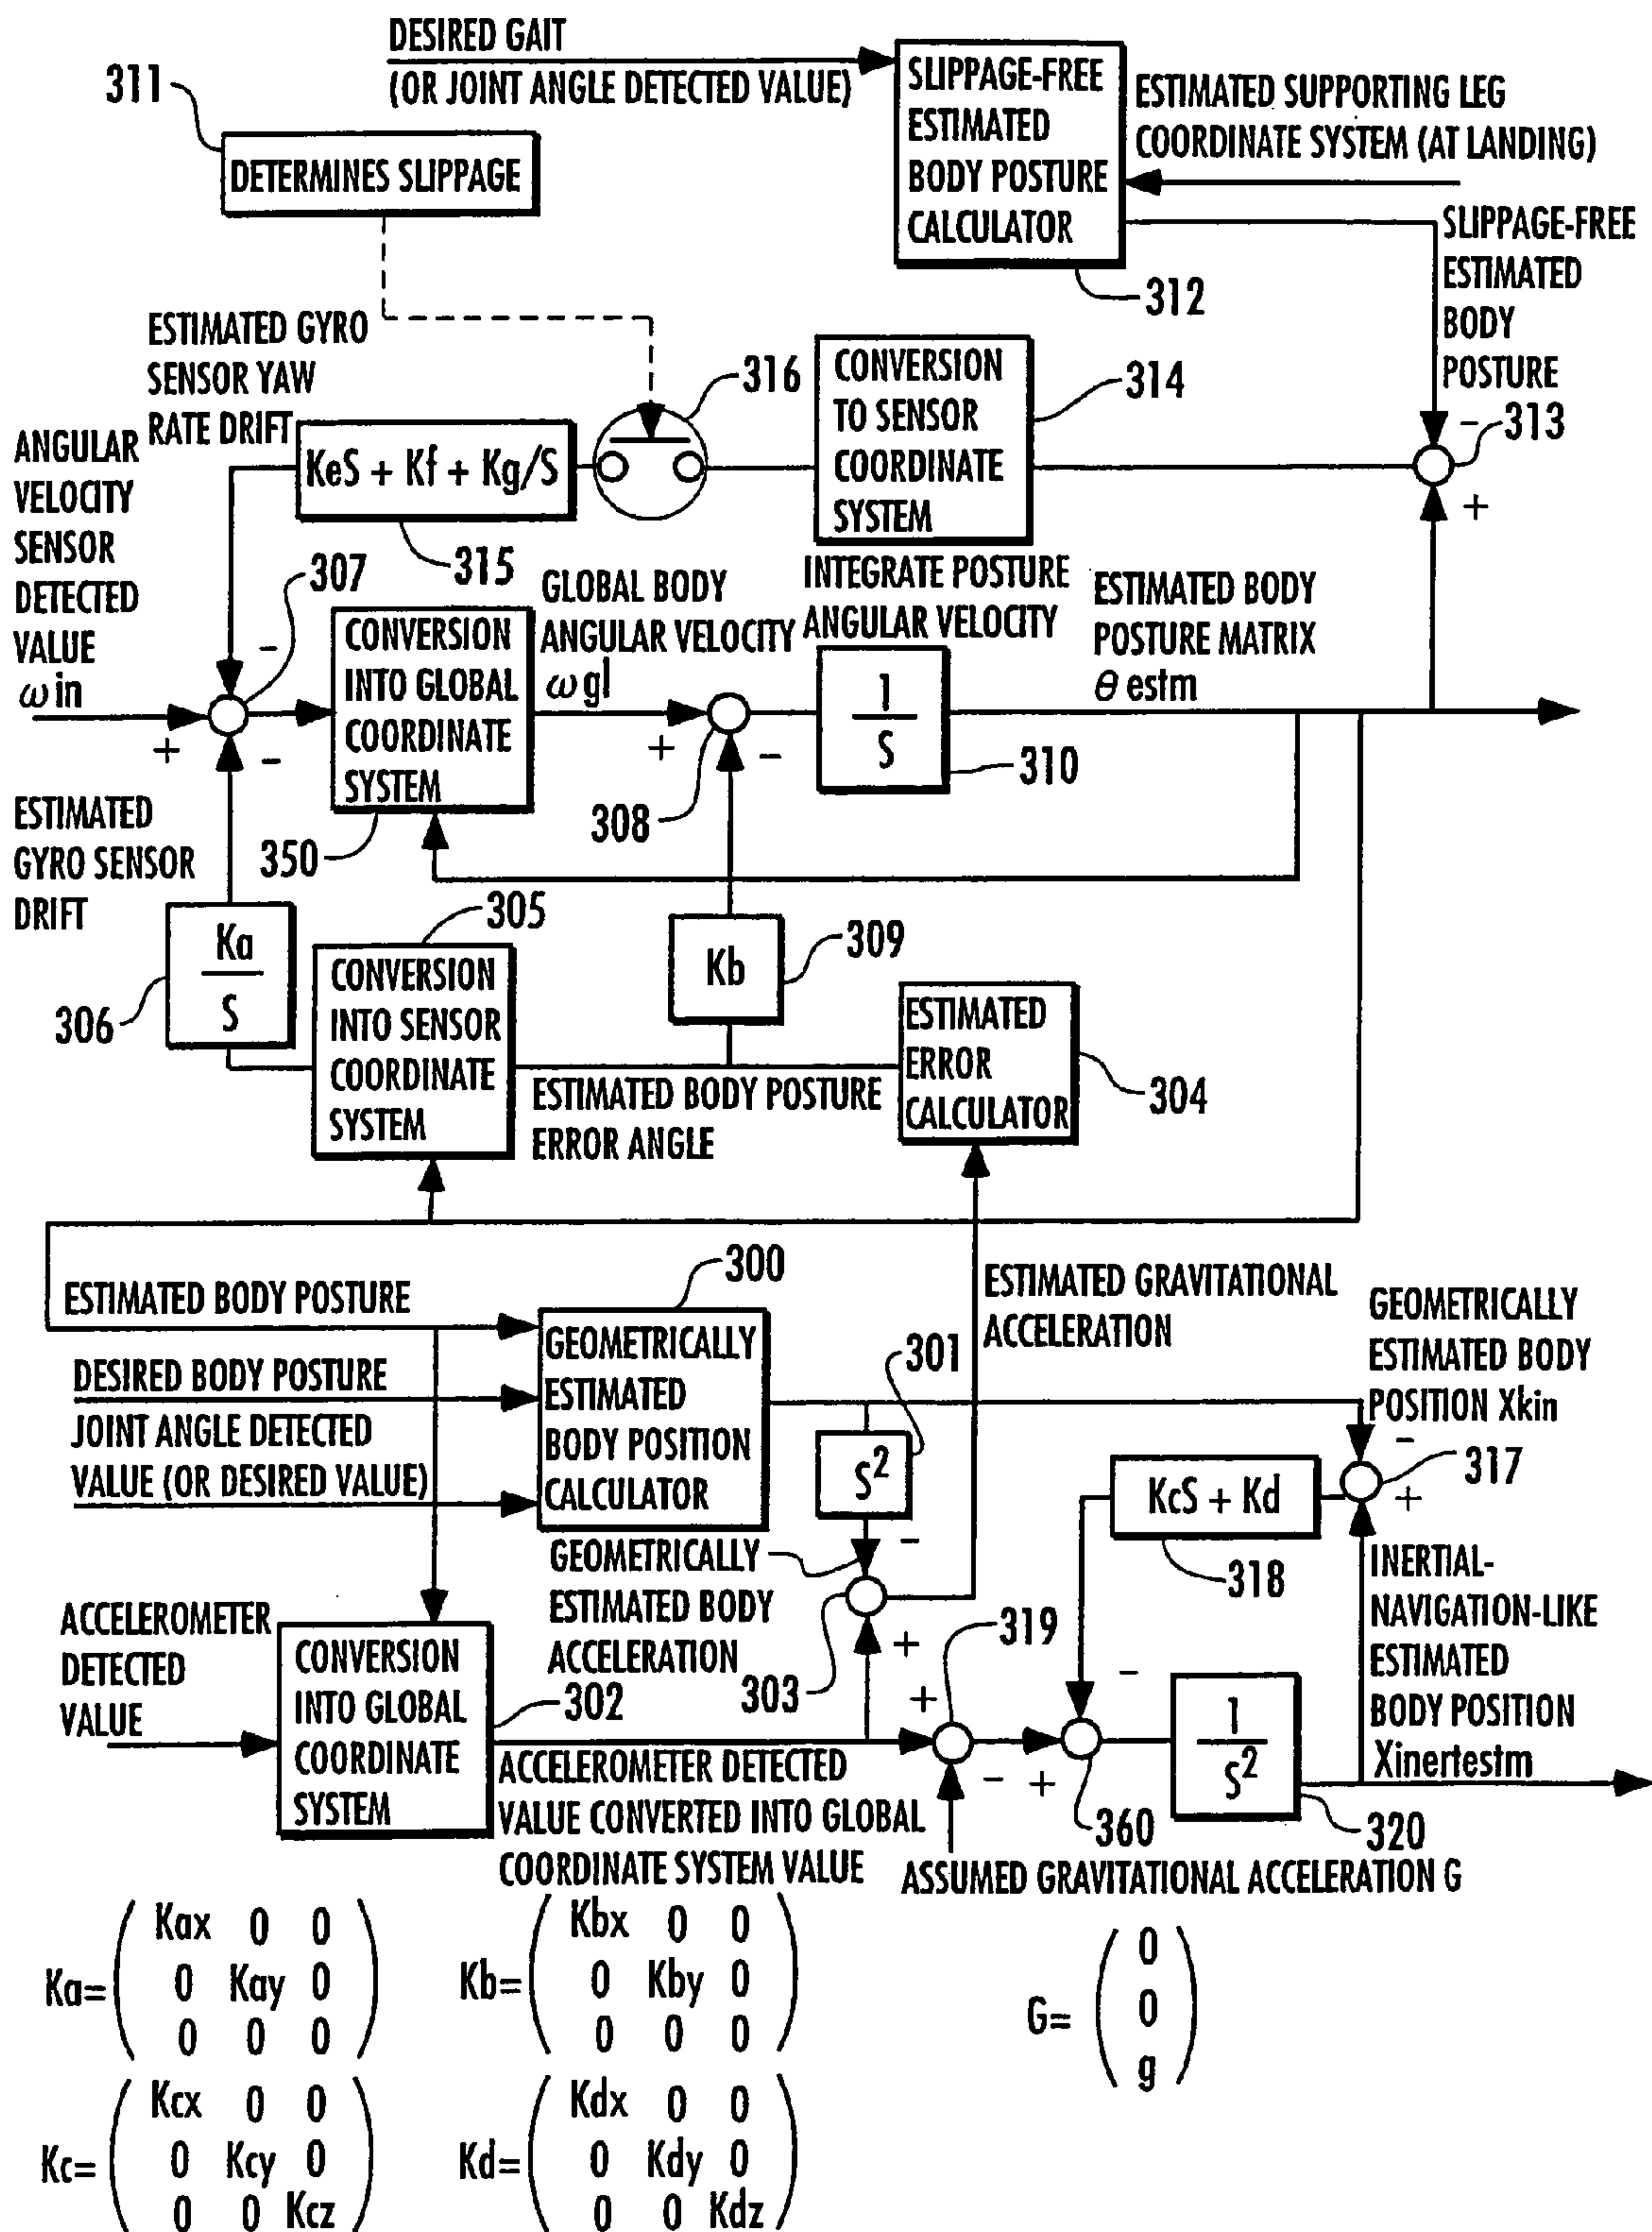 DESIRED GAIT
(OR JOINT ANGLE DETECTED VALUE)
311
DETERMINES SLIPPAGE
SLIPPAGE-FREE
ESTIMATED
BODY POSTURE
CALCULATOR
312
ESTIMATED SUPPORTING LEG
COORDINATE SYSTEM (AT LANDING)
SLIPPAGE-FREE
ESTIMATED
BODY
POSTURE
ESTIMATED GYRO
SENSOR YAW
RATE DRIFT
316
CONVERSION
TO SENSOR
COORDINATE
SYSTEM
314
−
313
+
ANGULAR
VELOCITY
SENSOR
DETECTED
VALUE
ωin
KeS + Kf + Kg/S
315
307
−
+
−
CONVERSION
INTO GLOBAL
COORDINATE
SYSTEM
350
GLOBAL BODY
ANGULAR VELOCITY
ωgl
+
−
308
INTEGRATE POSTURE
ANGULAR VELOCITY
1
S
310
ESTIMATED BODY
POSTURE MATRIX
θestm
ESTIMATED
GYRO SENSOR
DRIFT
Ka
S
306
305
CONVERSION
INTO SENSOR
COORDINATE
SYSTEM
Kb
309
ESTIMATED BODY POSTURE
ERROR ANGLE
ESTIMATED
ERROR
CALCULATOR
304
ESTIMATED BODY POSTURE
DESIRED BODY POSTURE
JOINT ANGLE DETECTED
VALUE (OR DESIRED VALUE)
300
GEOMETRICALLY
ESTIMATED
BODY POSITION
CALCULATOR
ESTIMATED GRAVITATIONAL
ACCELERATION
301
S²
GEOMETRICALLY
ESTIMATED BODY
POSITION Xkin
−
317
+
KcS + Kd
318
GEOMETRICALLY
ESTIMATED BODY
ACCELERATION
−
+
303
INERTIAL-
NAVIGATION-LIKE
ESTIMATED
BODY POSITION
Xinertestm
ACCELEROMETER
DETECTED
VALUE
CONVERSION
INTO GLOBAL
COORDINATE
SYSTEM
302
ACCELEROMETER DETECTED
VALUE CONVERTED INTO GLOBAL
COORDINATE SYSTEM VALUE
319
+
−
−
+
360
1
S²
320
ASSUMED GRAVITATIONAL ACCELERATION G
Kax 0 0
Ka= 0 Kay 0
0 0 0
Kbx 0 0
Kb= 0 Kby 0
0 0 0
0
G= 0
g
Kcx 0 0
Kc= 0 Kcy 0
0 0 Kcz
Kdx 0 0
Kd= 0 Kdy 0
0 0 Kdz